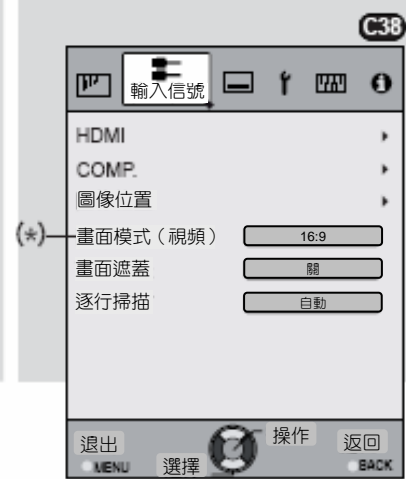 C38
輸入信號
HDMI
COMP.
圖像位置
(*) 畫面模式（視頻） 16:9
畫面遮蓋 關
逐行掃描 自動
退出 操作 返回
MENU 選擇 BACK